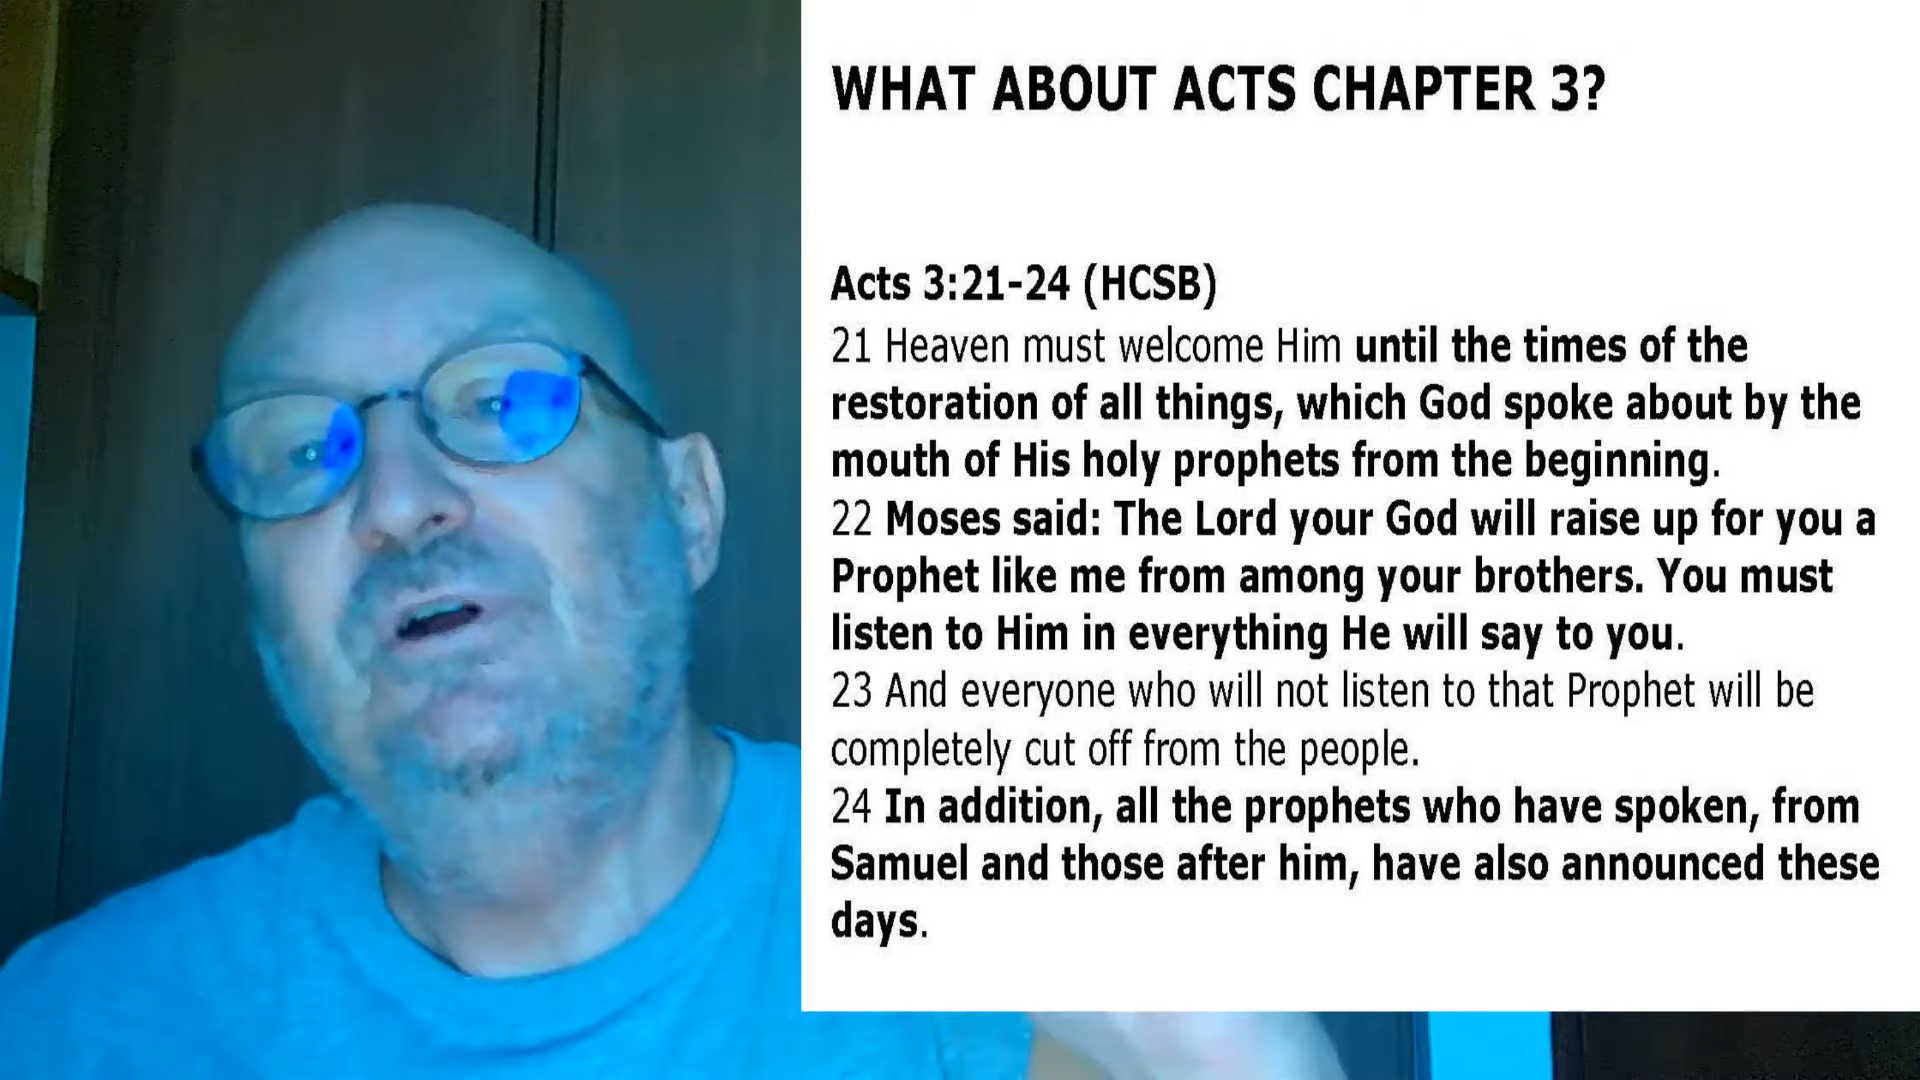 WHAT ABOUT ACTS CHAPTER 3?
Acts 3:21-24 (HCSB)
21 Heaven must welcome Him until the times of the
restoration of all things, which God spoke about by the
mouth of His holy prophets from the beginning.
22 Moses said: The Lord your God will raise up for you a
Prophet like me from among your brothers. You must
listen to Him in everything He will say to you.
23 And everyone who will not listen to that Prophet will be
completely cut off from the people.
24 In addition, all the prophets who have spoken, from
Samuel and those after him, have also announced these
days.